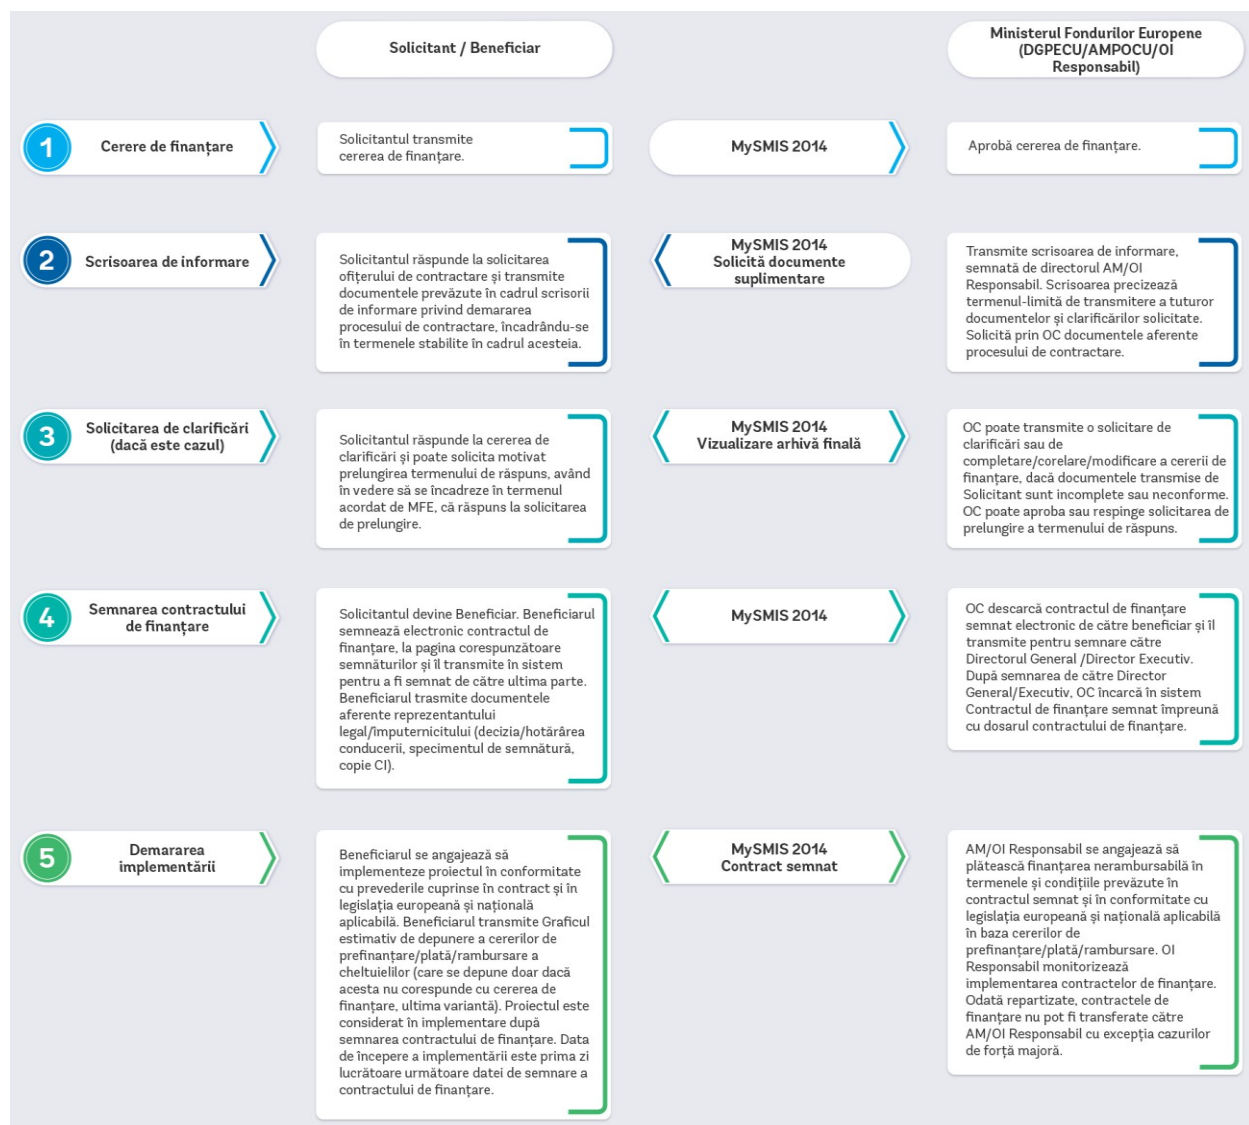 Solicitant / Beneficiar
Ministerul Fondurilor Europene
(DGPECU/AMPOCU/OI
Responsabil)
1
Cerere de finanțare
Solicitantul transmite
cererea de finanțare.
MySMIS 2014
Aprobă cererea de finanțare.
2
Scrisoarea de informare
Solicitantul răspunde la solicitarea
ofițerului de contractare și transmite
documentele prevăzute în cadrul scrisorii
de informare privind demararea
procesului de contractare, încadrându-se
în termenele stabilite în cadrul acesteia.
MySMIS 2014
Solicită documente
suplimentare
Transmite scrisoarea de informare,
semnată de directorul AM/OI
Responsabil. Scrisoarea precizează
termenul-limită de transmitere a tuturor
documentelor și clarificărilor solicitate.
Solicită prin OC documentele aferente
procesului de contractare.
3
Solicitarea de clarificări
(dacă este cazul)
Solicitantul răspunde la cererea de
clarificări și poate solicita motivat
prelungirea termenului de răspuns, având
în vedere să se încadreze în termenul
acordat de MFE, că răspuns la solicitarea
de prelungire.
MySMIS 2014
Vizualizare arhivă finală
OC poate transmite o solicitare de
clarificări sau de
completare/corelare/modificare a cererii de
finanțare, dacă documentele transmise de
Solicitant sunt incomplete sau neconforme.
OC poate aproba sau respinge solicitarea de
prelungire a termenului de răspuns.
4
Semnarea contractului
de finanțare
Solicitantul devine Beneficiar. Beneficiarul
semnează electronic contractul de
finanțare, la pagina corespunzătoare
semnăturilor și îl transmite în sistem
pentru a fi semnat de către ultima parte.
Beneficiarul trasmite documentele
aferente reprezentantului
legal/împuternicitului (decizia/hotărârea
conducerii, specimentul de semnătură,
copie CI).
MySMIS 2014
OC descarcă contractul de finanțare
semnat electronic de către beneficiar și îl
transmite pentru semnare către
Directorul General /Director Executiv.
După semnarea de către Director
General/Executiv, OC încarcă în sistem
Contractul de finanțare semnat împreună
cu dosarul contractului de finanțare.
5
Demararea
implementării
Beneficiarul se angajează să
implementeze proiectul în conformitate
cu prevederile cuprinse în contract și în
legislația europeană și națională
aplicabilă. Beneficiarul transmite Graficul
estimativ de depunere a cererilor de
prefinanțare/plată/rambursare a
cheltuielilor (care se depune doar dacă
acesta nu corespunde cu cererea de
finanțare, ultima variantă). Proiectul este
considerat în implementare după
semnarea contractului de finanțare. Data
de începere a implementării este prima zi
lucrătoare următoare datei de semnare a
contractului de finanțare.
MySMIS 2014
Contract semnat
AM/OI Responsabil se angajează să
plătească finanțarea nerambursabilă în
termenele și condițiile prevăzute în
contractul semnat și în conformitate cu
legislația europeană și națională aplicabilă
în baza cererilor de
prefinanțare/plată/rambursare. OI
Responsabil monitorizează
implementarea contractelor de finanțare.
Odată repartizate, contractele de
finanțare nu pot fi transferate către
AM/OI Responsabil cu excepția cazurilor
de forță majoră.